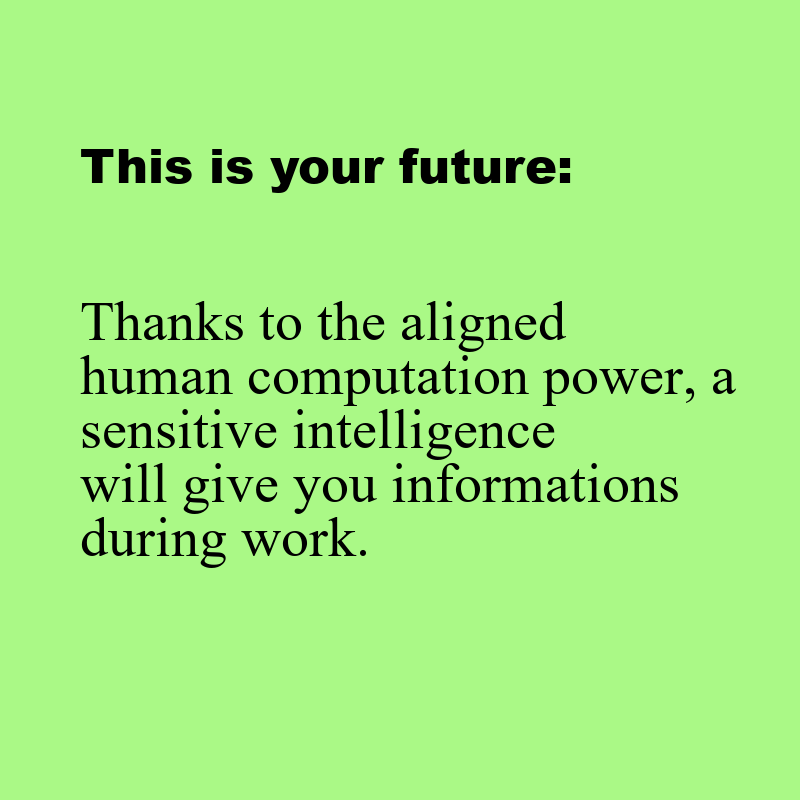 This is your future:
Thanks to the aligned
human computation power, a
sensitive intelligence
will give you informations
during work.